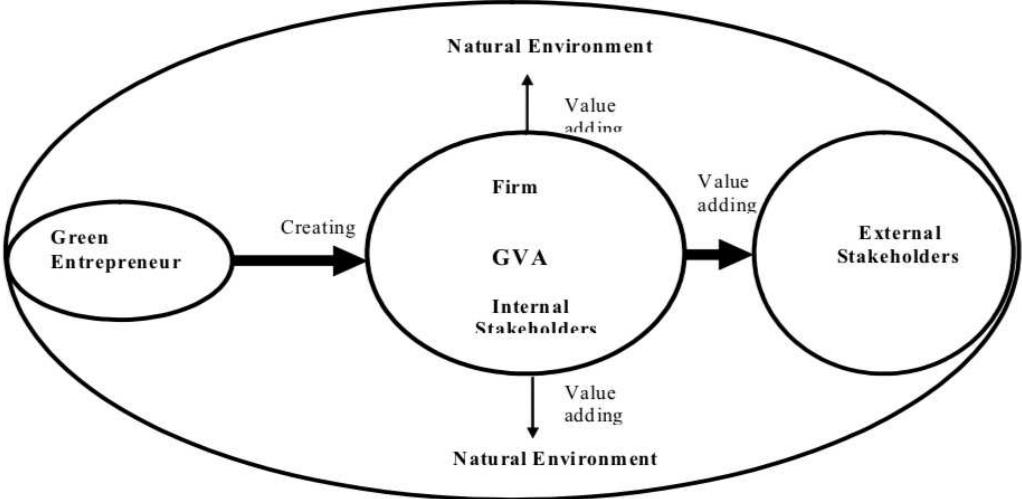 Natural Environment
Value
adding
Firm
Value
adding
Creating
Green
Entrepreneur
External
Stakeholders
GVA
Internal
Stakeholders
Value
adding
Natural Environment